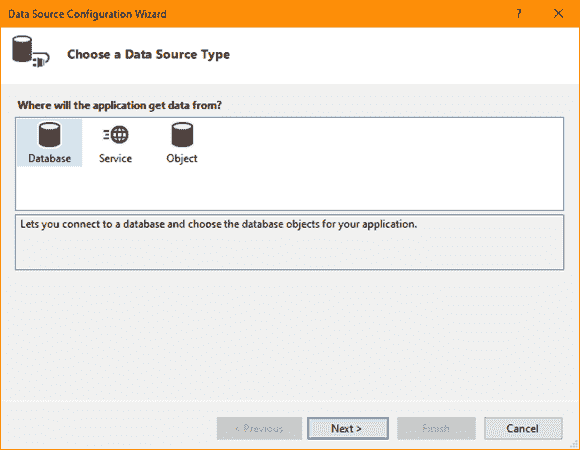 Data Source Configuration Wizard
?
Choose a Data Source Type
Where will the application get data from?
Database Service Object
Lets you connect to a database and choose the database objects for your application.
< Previous Next > Finish Cancel